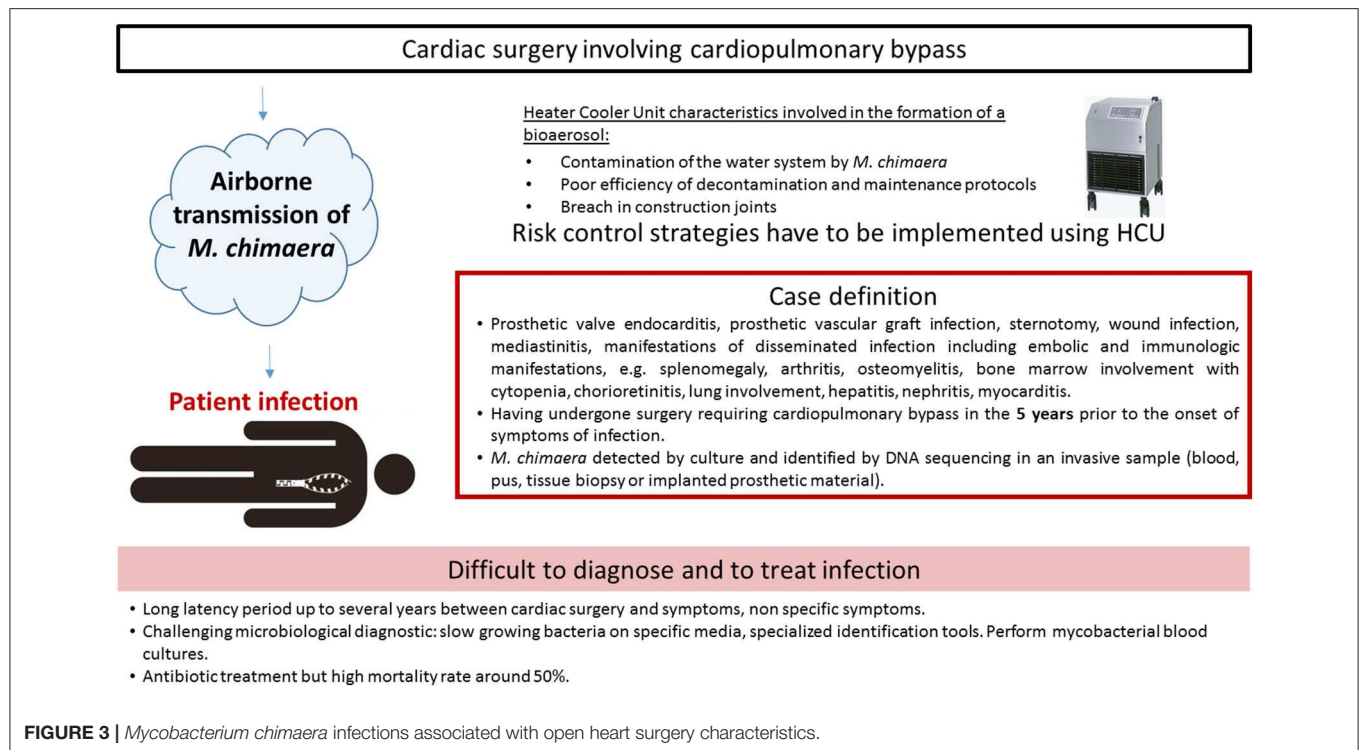 Cardiac surgery involving cardiopulmonary bypass
Airborne
transmission of
M. chimaera
Patient infection
Heater Cooler Unit characteristics involved in the formation of a
bioaerosol:
• Contamination of the water system by M. chimaera
• Poor efficiency of decontamination and maintenance protocols
• Breach in construction joints
Risk control strategies have to be implemented using HCU
Case definition
• Prosthetic valve endocarditis, prosthetic vascular graft infection, sternotomy, wound infection,
mediastinitis, manifestations of disseminated infection including embolic and immunologic
manifestations, e.g. splenomegaly, arthritis, osteomyelitis, bone marrow involvement with
cytopenia, chorioretinitis, lung involvement, hepatitis, nephritis, myocarditis.
• Having undergone surgery requiring cardiopulmonary bypass in the 5 years prior to the onset of
symptoms of infection.
• M. chimaera detected by culture and identified by DNA sequencing in an invasive sample (blood,
pus, tissue biopsy or implanted prosthetic material).
Difficult to diagnose and to treat infection
• Long latency period up to several years between cardiac surgery and symptoms, non specific symptoms.
• Challenging microbiological diagnostic: slow growing bacteria on specific media, specialized identification tools. Perform mycobacterial blood
cultures.
• Antibiotic treatment but high mortality rate around 50%.
FIGURE 3 | Mycobacterium chimaera infections associated with open heart surgery characteristics.